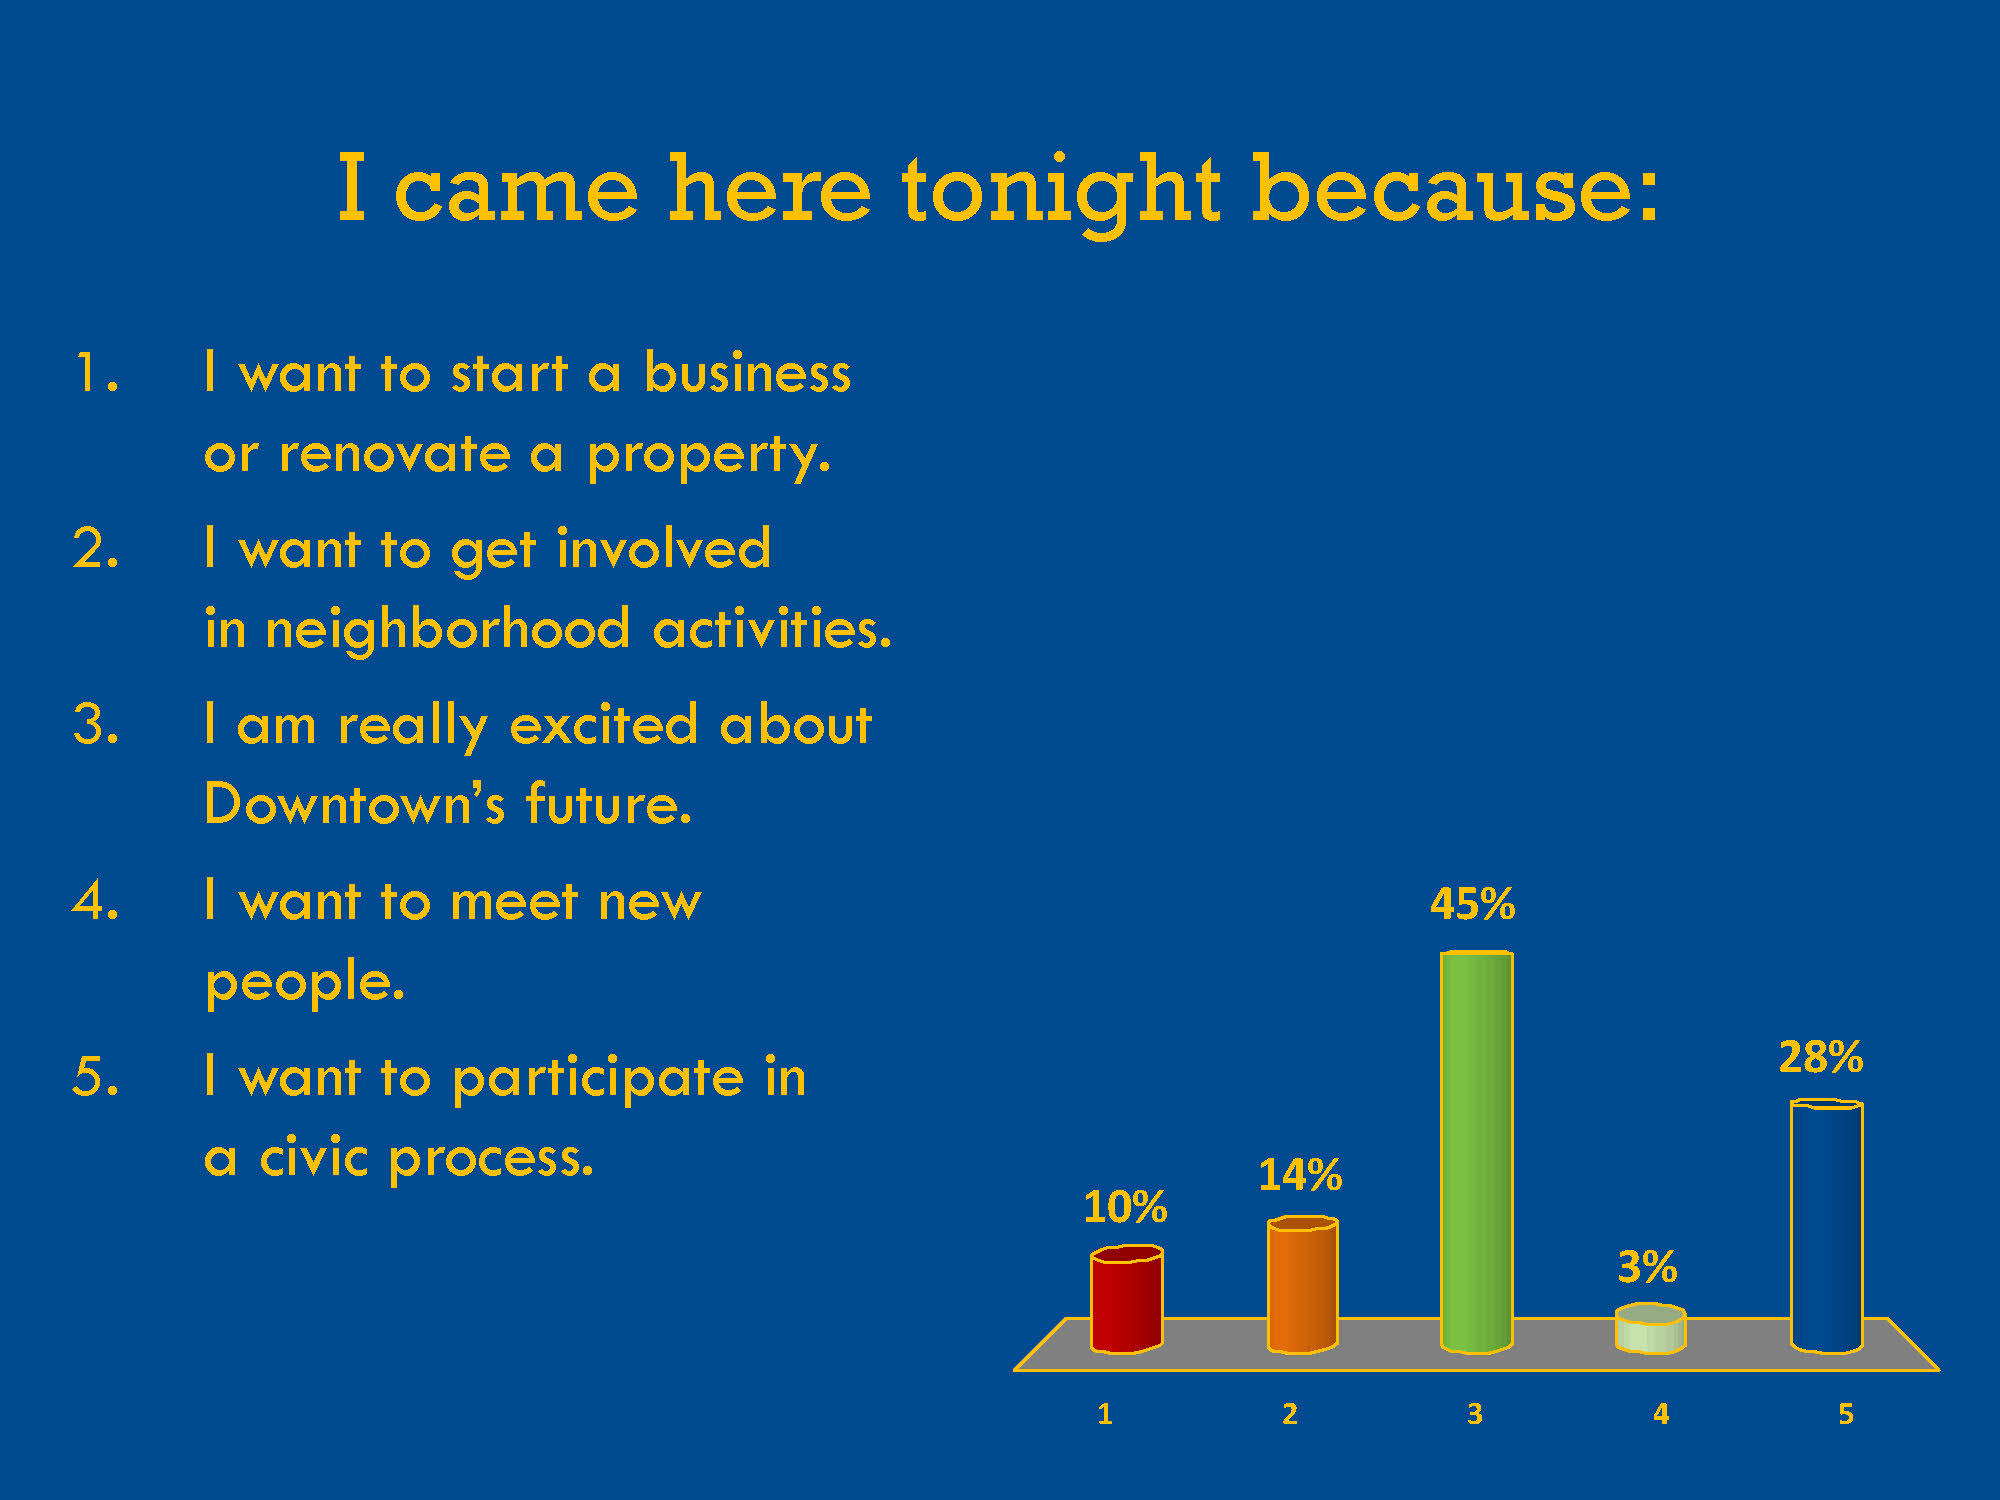 I came here tonight because:
1. I want to start a business
or renovate a property.
2. I want to get involved
in neighborhood activities.
3. I am really excited about
Downtown’s future.
4. I want to meet new
people.
5. I want to participate in
a civic process.
45%
28%
14%
10%
3%
1 2 3 4 5